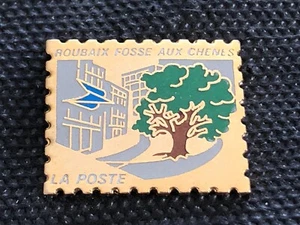 ROUBAIX FOSSE AUX CHENES
LA POSTE